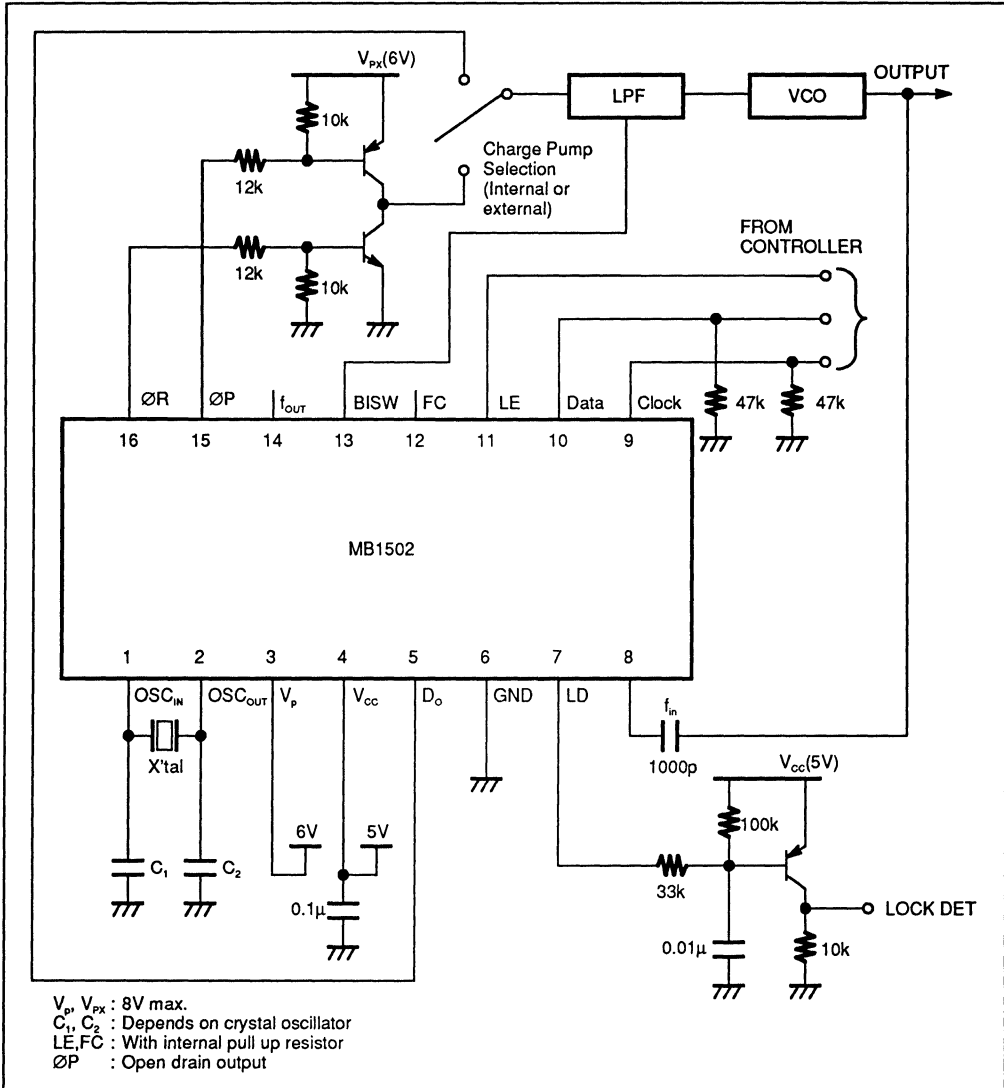 V_PX(6V)
OUTPUT
10k
LPF
VCO
12k
Charge Pump
Selection
(Internal or
external)
FROM
CONTROLLER
12k
10k
47k
47k
ØR
ØP
f_OUT
BISW
FC
LE
Data
Clock
16
15
14
13
12
11
10
9
MB1502
1
2
3
4
5
6
7
8
OSC_IN
OSC_OUT
V_p
V_CC
D_O
GND
LD
f_in
X'tal
1000p
V_CC(5V)
100k
6V
5V
C_1
C_2
33k
0.1µ
LOCK DET
0.01µ
10k
V_p, V_PX : 8V max.
C_1, C_2 : Depends on crystal oscillator
LE,FC : With internal pull up resistor
ØP : Open drain output